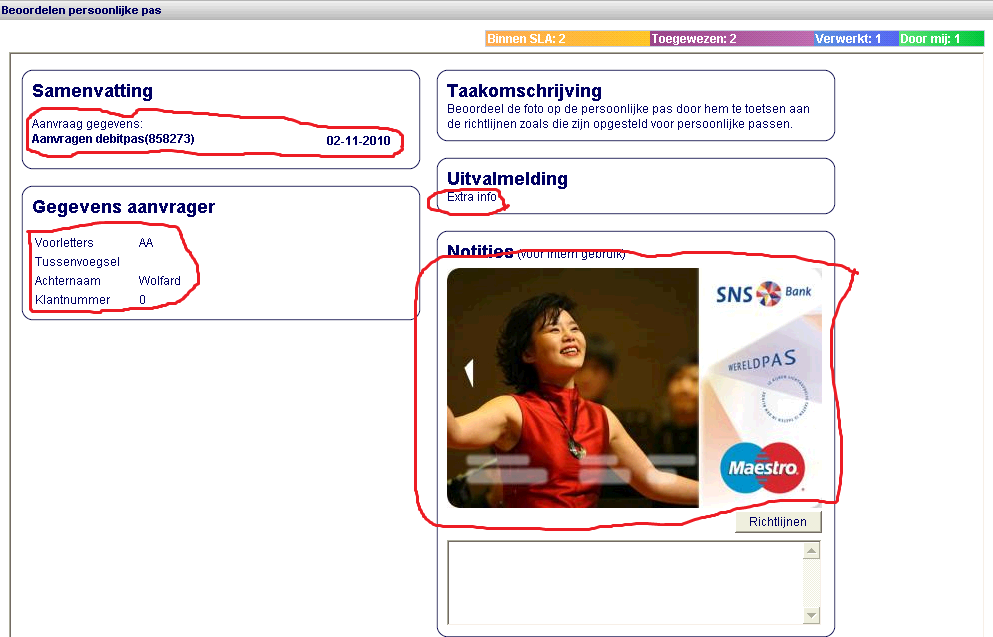 Beoordelen persoonlijke pas
Binnen SLA: 2 Toegewezen: 2 Verwerkt: 1 Door mij: 1
Samenvatting
Aanvraag gegevens:
Aanvragen debitpas(858273) 02-11-2010
Gegevens aanvrager
Voorletters AA
Tussenvoegsel
Achternaam Wolfard
Klantnummer 0
Taakomschrijving
Beoordeel de foto op de persoonlijke pas door hem te toetsen aan
de richtlijnen zoals die zijn opgesteld voor persoonlijke passen.
Uitvalmelding
Extra info
Notities (voor intern gebruik)
SNS Bank
WERELDPAS
Maestro
Richtlijnen